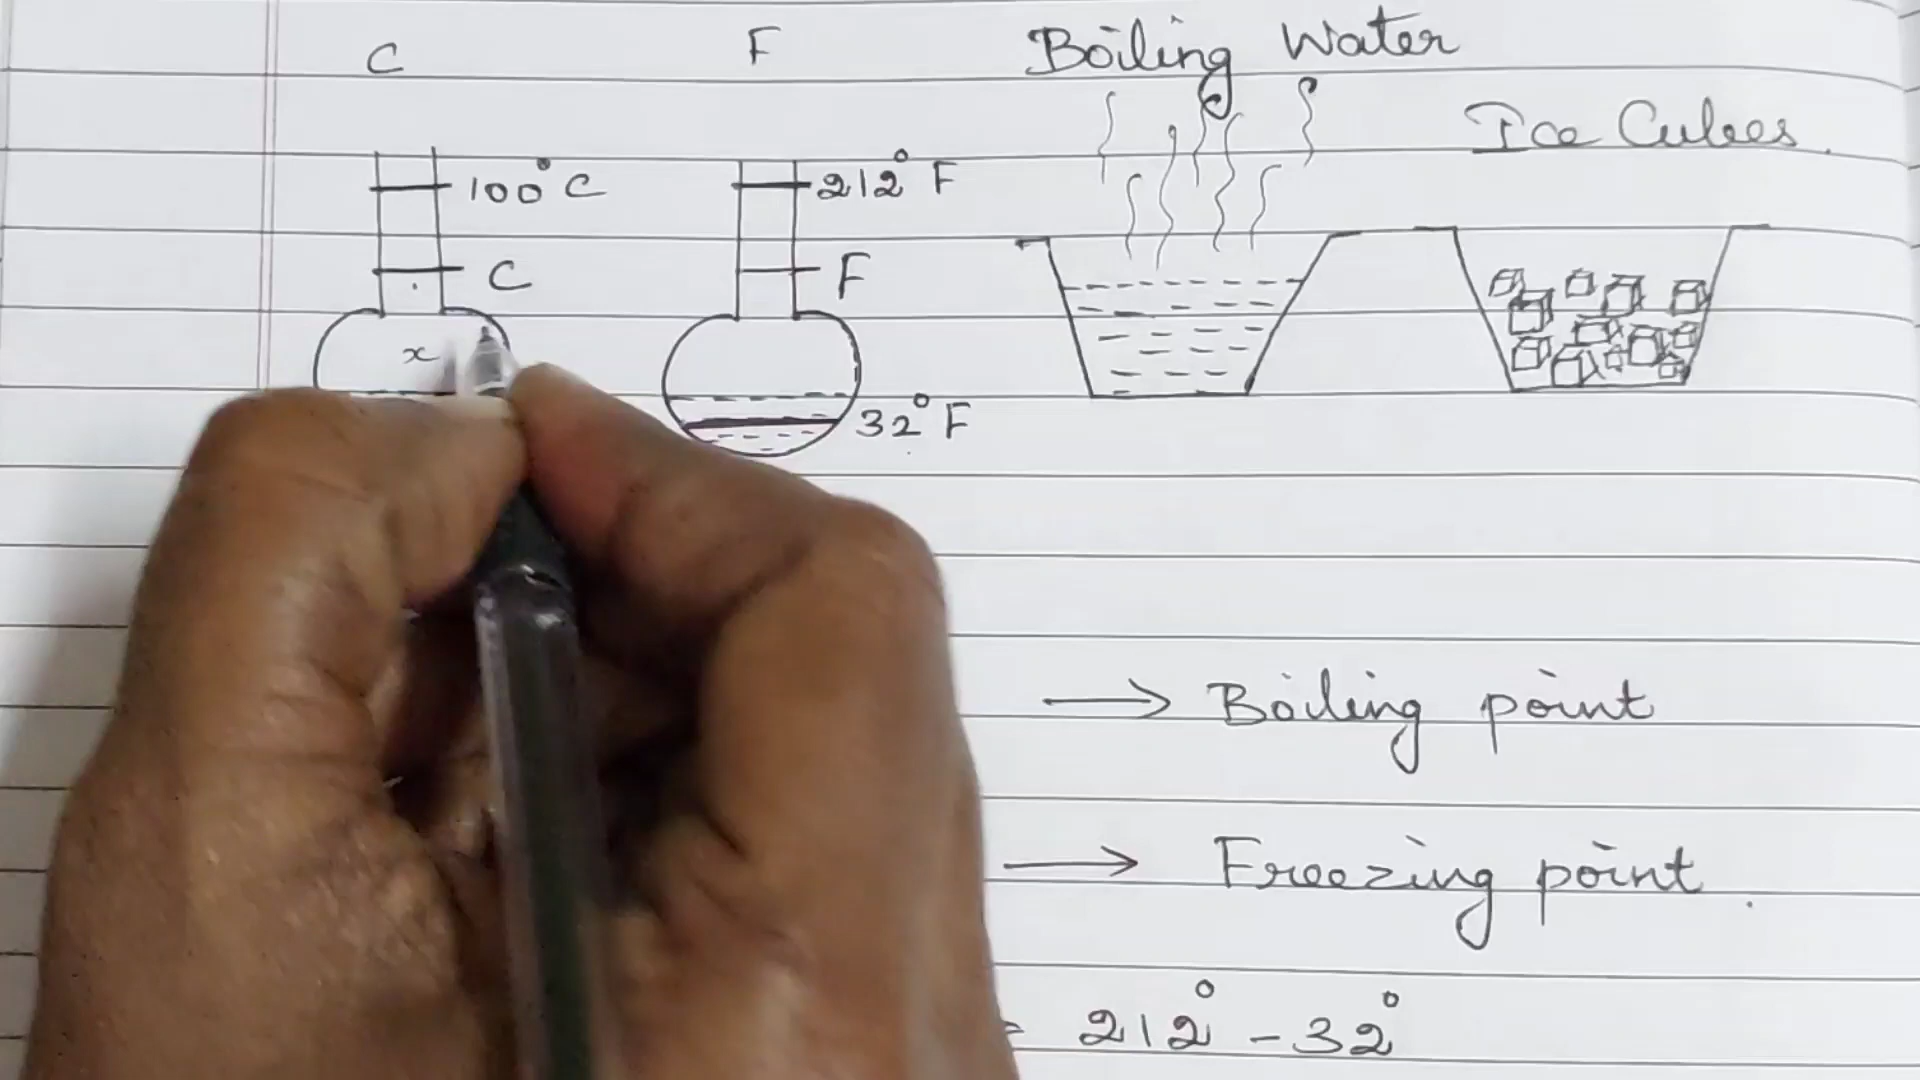 C F Boiling Water
Ice Cubes
100° C 212° F
C F
x
32° F
→ Boiling point
→ Freezing point.
= 212° - 32°